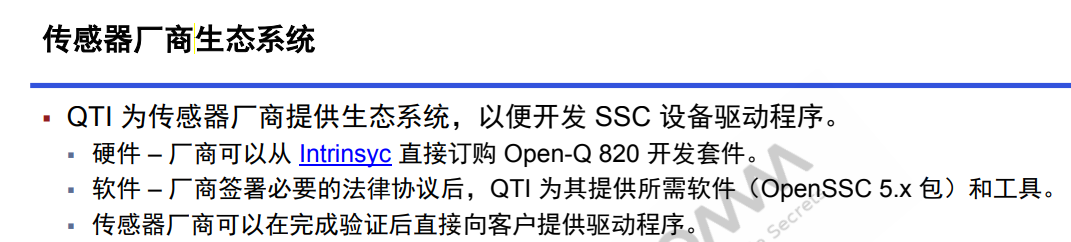 传感器厂商生态系统
▪ QTI 为传感器厂商提供生态系统，以便开发 SSC 设备驱动程序。
▪ 硬件 – 厂商可以从 Intrinsyc 直接订购 Open-Q 820 开发套件。
▪ 软件 – 厂商签署必要的法律协议后，QTI 为其提供所需软件（OpenSSC 5.x 包）和工具。
▪ 传感器厂商可以在完成验证后直接向客户提供驱动程序。